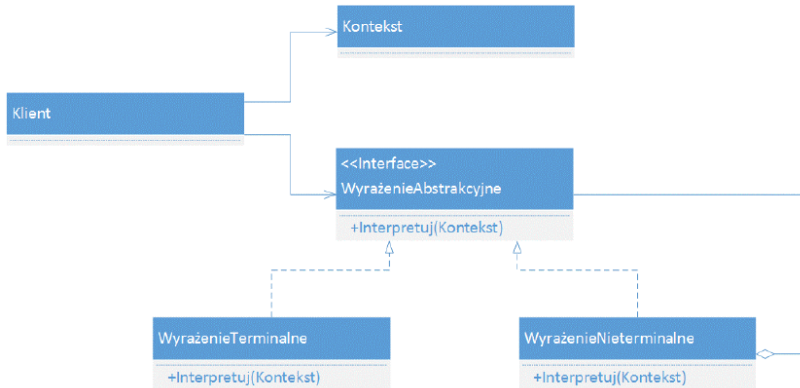 Kontekst
Klient
<<Interface>>
WyrażenieAbstrakcyjne
+Interpretuj(Kontekst)
WyrażenieTerminalne
+Interpretuj(Kontekst)
WyrażenieNieterminalne
+Interpretuj(Kontekst)